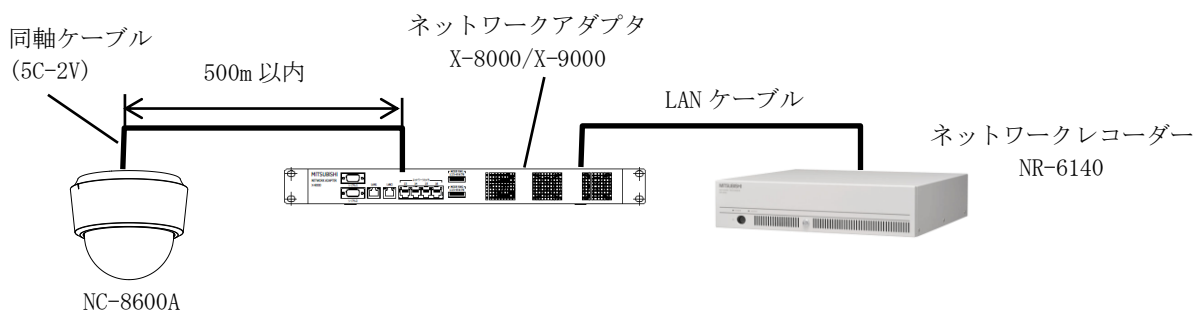 同軸ケーブル
(5C-2V)
500m 以内
ネットワークアダプタ
X-8000/X-9000
LAN ケーブル
ネットワークレコーダー
NR-6140
MITSUBISHI
MITSUBISHI
NC-8600A